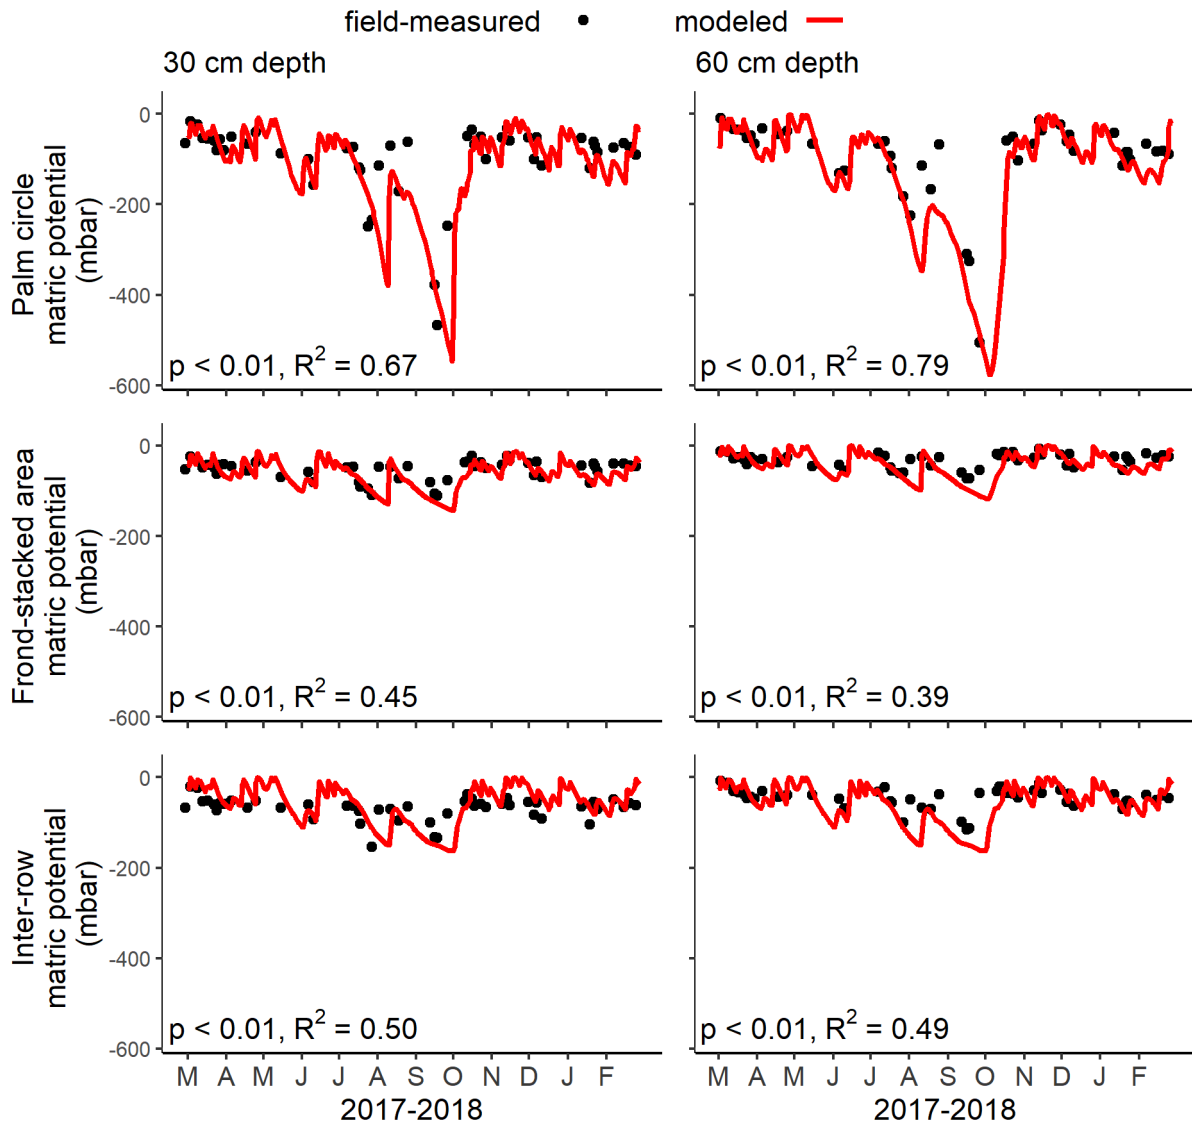 field-measured modeled
30 cm depth 60 cm depth
Palm circle
matric potential
(mbar)
0
-200
-400
-600
p < 0.01, R² = 0.67
p < 0.01, R² = 0.79
Frond-stacked area
matric potential
(mbar)
0
-200
-400
-600
p < 0.01, R² = 0.45
p < 0.01, R² = 0.39
Inter-row
matric potential
(mbar)
0
-200
-400
-600
p < 0.01, R² = 0.50
p < 0.01, R² = 0.49
M A M J J A S O N D J F
M A M J J A S O N D J F
2017-2018
2017-2018